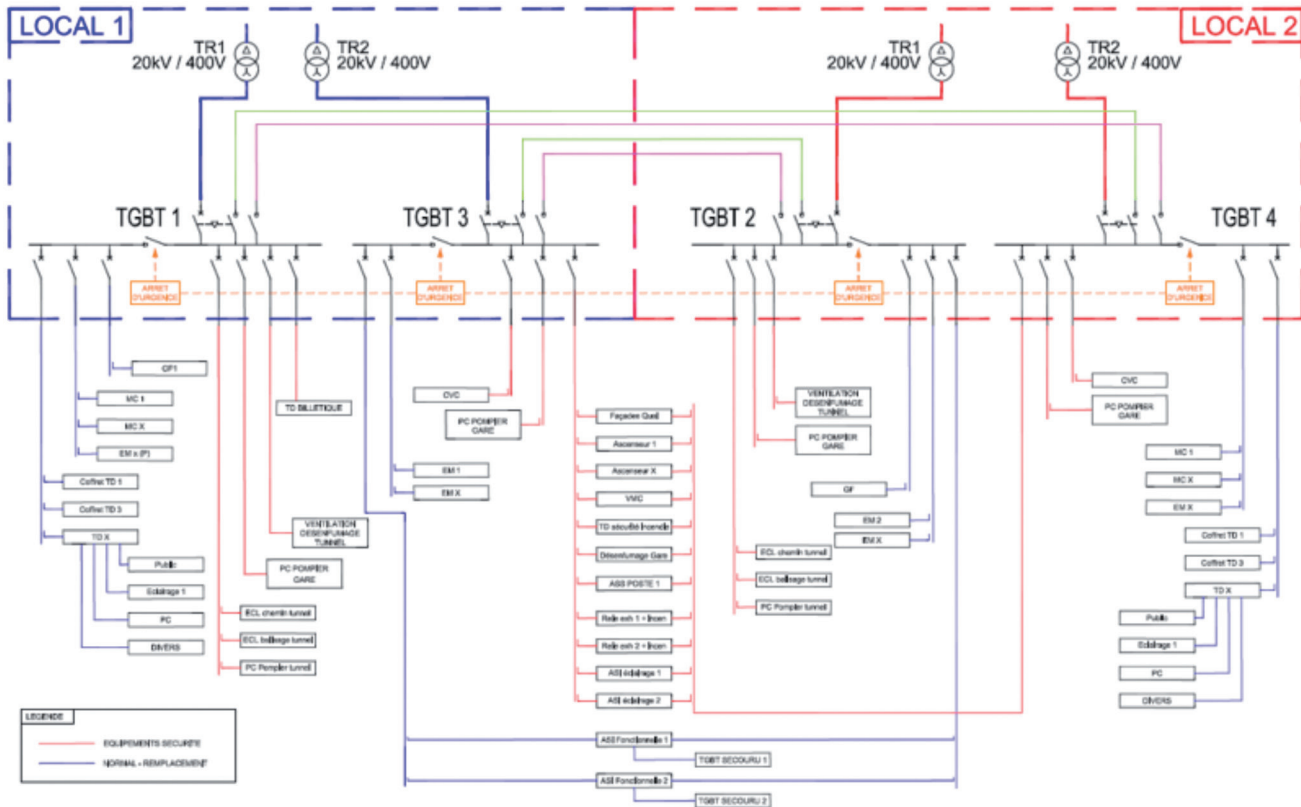 LOCAL 1
LOCAL 2
TR1
20kV / 400V
TR2
20kV / 400V
TR1
20kV / 400V
TR2
20kV / 400V
TGBT 1
TGBT 3
TGBT 2
TGBT 4
ARRET
D'URGENCE
ARRET
D'URGENCE
ARRET
D'URGENCE
ARRET
D'URGENCE
MC 1
MC X
EM x (P)
Coffret TD 1
Coffret TD 3
TD X
Public
Eclairage 1
PC
DIVERS
TD BILLETIQUE
VENTILATION
DESENFUMAGE
TUNNEL
PC POMPIER
GARE
ECL chemin tunnel
ECL balisage tunnel
PC Pompier tunnel
CVC
PC POMPIER
GARE
EM 1
EM X
Façades Quai
Ascenseur 1
Ascenseur X
VMC
TD sécurité Incendie
Désenfumage Gare
ASS POSTE 1
Relie exh 1 + Incen
Relie exh 2 + Incen
ASI éclairage 1
ASI éclairage 2
ASI Fonctionnelle 1
TGBT SECOURU 1
ASI Fonctionnelle 2
TGBT SECOURU 2
VENTILATION
DESENFUMAGE
TUNNEL
PC POMPIER
GARE
GF
EM 2
EM X
ECL chemin tunnel
ECL balisage tunnel
PC Pompier tunnel
CVC
PC POMPIER
GARE
MC 1
MC X
EM X
Coffret TD 1
Coffret TD 3
TD X
Public
Eclairage 1
PC
DIVERS
LEGENDE
EQUIPEMENTS SECURITE
NORMAL + REMPLACEMENT